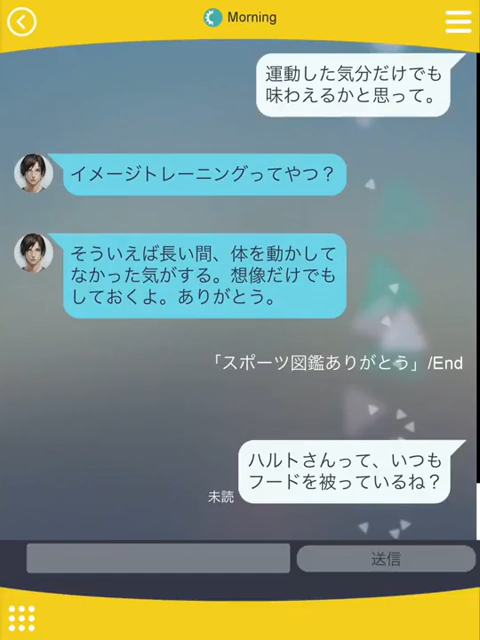 Morning
運動した気分だけでも
味わえるかと思って。
イメージトレーニングってやつ？
そういえば長い間、体を動かして
なかった気がする。想像だけでも
しておくよ。ありがとう。
「スポーツ図鑑ありがとう」/End
ハルトさんって、いつも
フードを被っているね？
未読
送信